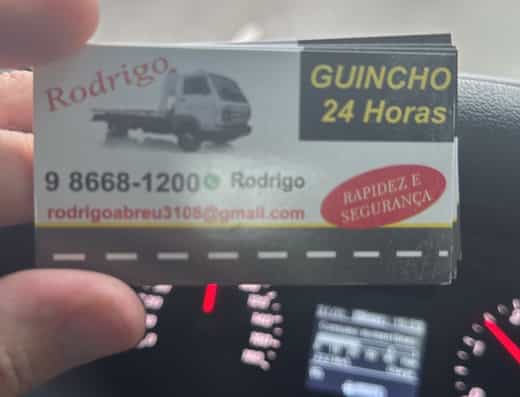 Rodrigo
GUINCHO
24 Horas
9 8668-1200 Rodrigo
rodrigoabreu3108@gmail.com
RAPIDEZ E
SEGURANÇA